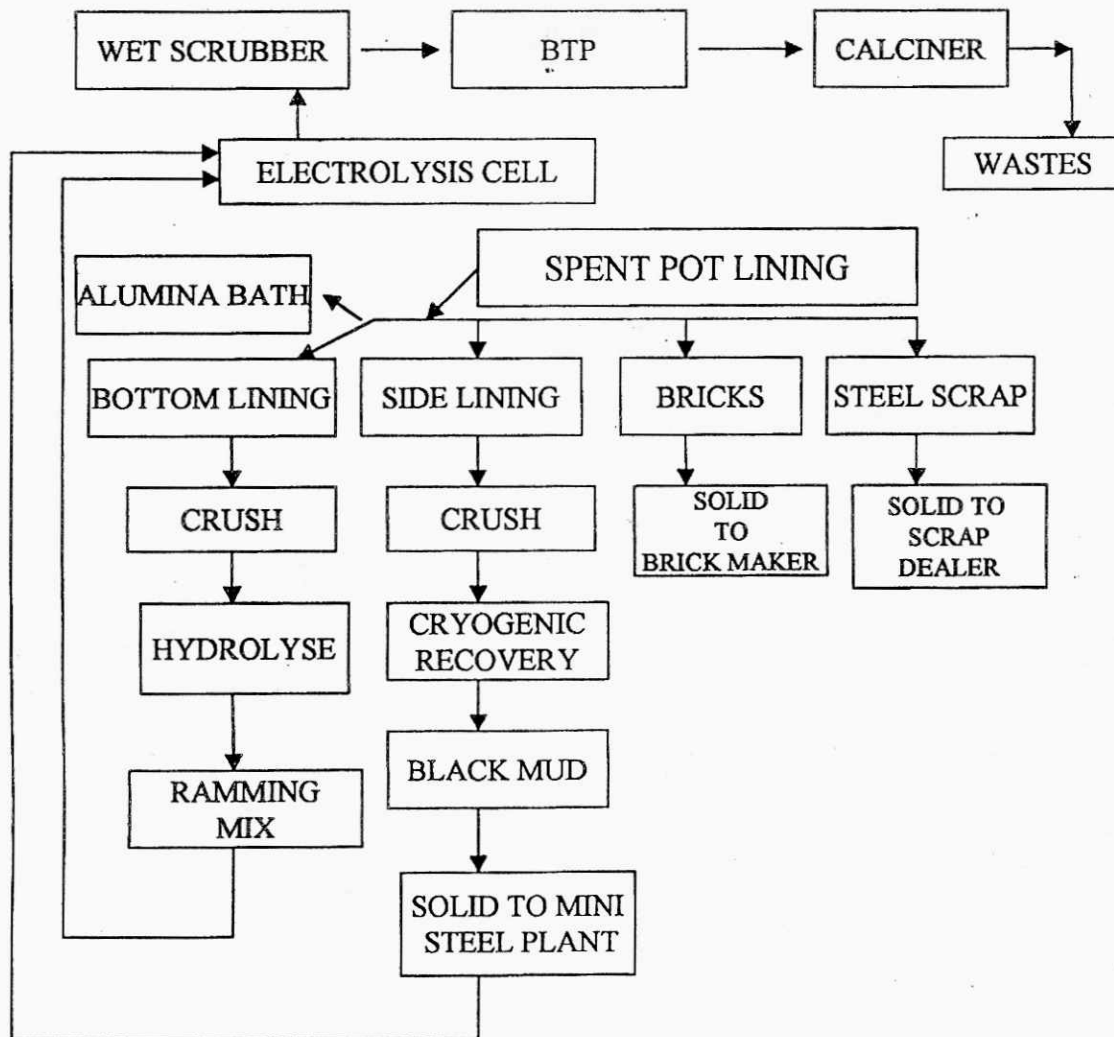 WET SCRUBBER
BTP
CALCINER
ELECTROLYSIS CELL
WASTES
SPENT POT LINING
ALUMINA BATH
BOTTOM LINING
SIDE LINING
BRICKS
STEEL SCRAP
CRUSH
CRUSH
SOLID
TO
BRICK MAKER
SOLID TO
SCRAP
DEALER
HYDROLYSE
CRYOGENIC
RECOVERY
RAMMING
MIX
BLACK MUD
SOLID TO MINI
STEEL PLANT